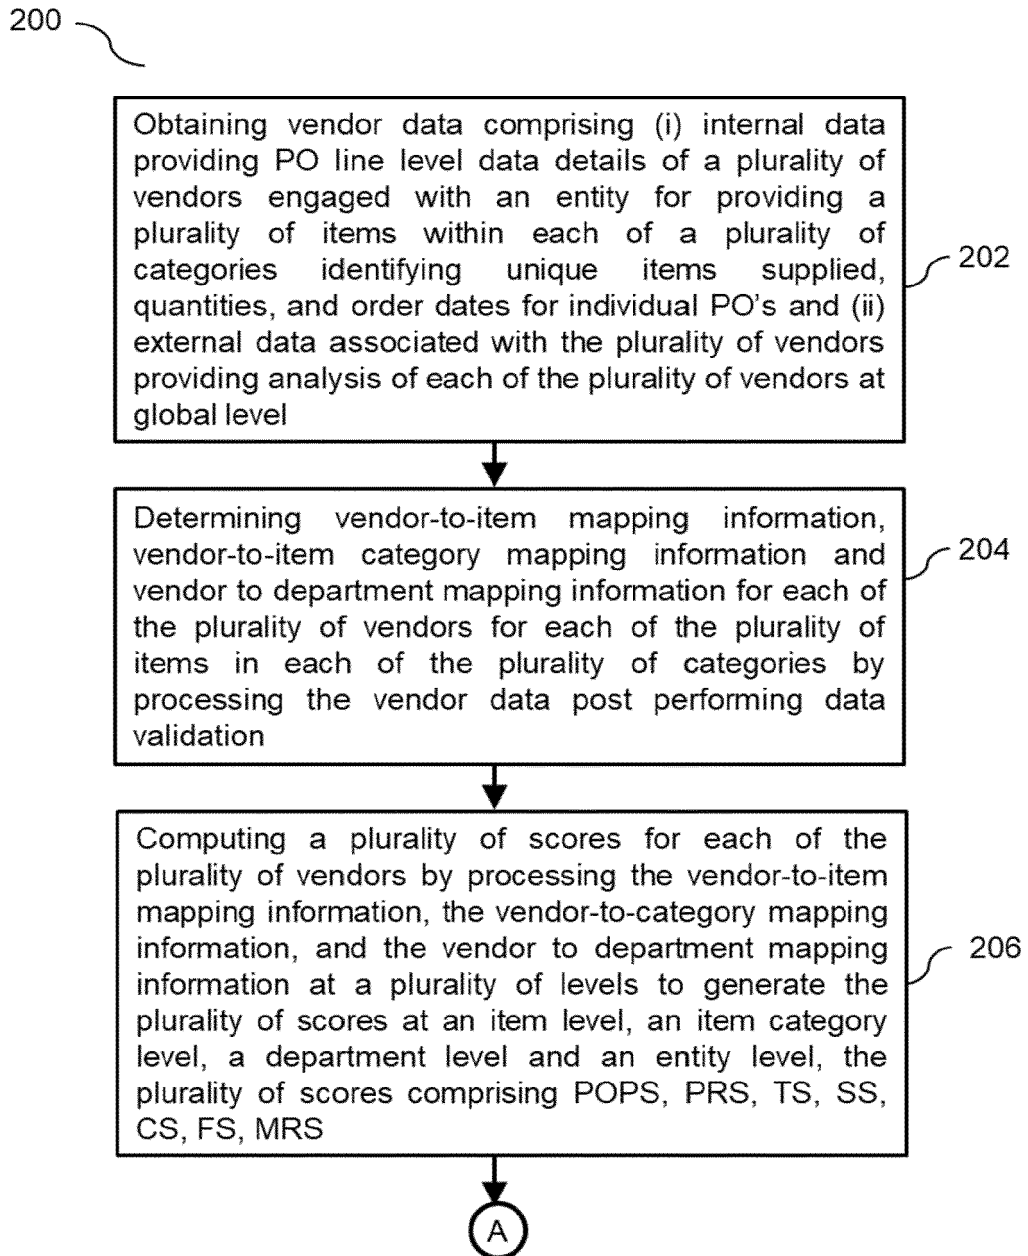 200
Obtaining vendor data comprising (i) internal data
providing PO line level data details of a plurality of
vendors engaged with an entity for providing a
plurality of items within each of a plurality of
categories identifying unique items supplied,
quantities, and order dates for individual PO's and (ii)
external data associated with the plurality of vendors
providing analysis of each of the plurality of vendors at
global level
202
Determining vendor-to-item mapping information,
vendor-to-item category mapping information and
vendor to department mapping information for each of
the plurality of vendors for each of the plurality of
items in each of the plurality of categories by
processing the vendor data post performing data
validation
204
Computing a plurality of scores for each of the
plurality of vendors by processing the vendor-to-item
mapping information, the vendor-to-category mapping
information, and the vendor to department mapping
information at a plurality of levels to generate the
plurality of scores at an item level, an item category
level, a department level and an entity level, the
plurality of scores comprising POPS, PRS, TS, SS,
CS, FS, MRS
206
A